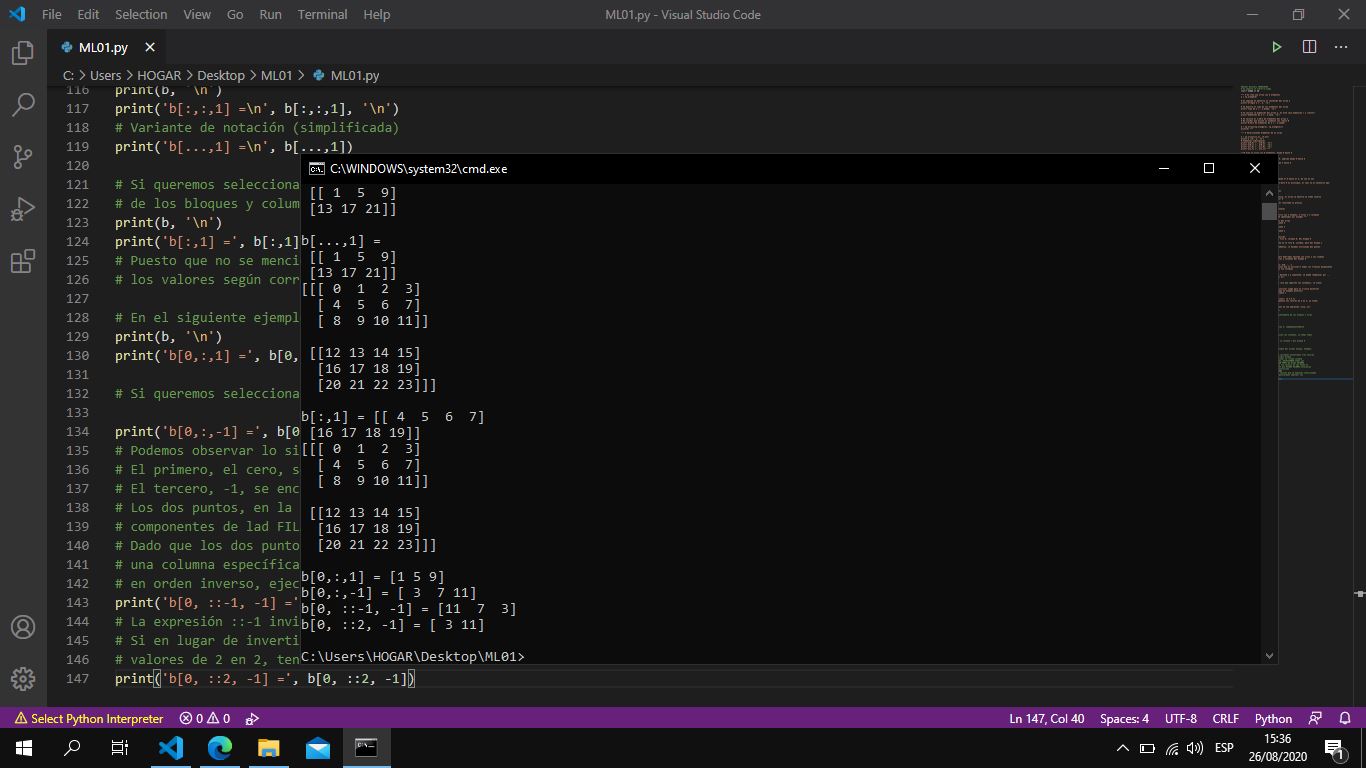 File Edit Selection View Go Run Terminal Help ML01.py - Visual Studio Code
ML01.py
C: > Users > HOGAR > Desktop > ML01 > ML01.py
116 print(b, '\n')
117 print('b[:,:,1] =\n', b[:,:,1], '\n')
118 # Variante de notación (simplificada)
119 print('b[...,1] =\n', b[...,1])
120
121 # Si queremos selecciona
122 # de los bloques y colum
123 print(b, '\n')
124 print('b[:,1] =', b[:,1]
125 # Puesto que no se menci
126 # los valores según corr
127
128 # En el siguiente ejempl
129 print(b, '\n')
130 print('b[0,:,1] =', b[0,
131
132 # Si queremos selecciona
133
134 print('b[0,:,-1] =', b[0
135 # Podemos observar lo si
136 # El primero, el cero, s
137 # El tercero, -1, se enc
138 # Los dos puntos, en la
139 # componentes de lad FIL
140 # Dado que los dos punto
141 # una columna específica
142 # en orden inverso, ejec
143 print('b[0, ::-1, -1] ='
144 # La expresión ::-1 invi
145 # Si en lugar de inverti
146 # valores de 2 en 2, ten
147 print('b[0, ::2, -1] =', b[0, ::2, -1])
C:\WINDOWS\system32\cmd.exe
[[ 1  5  9]
[13 17 21]]
b[...,1] =
[[ 1  5  9]
[13 17 21]]
[[[ 0  1  2  3]
[ 4  5  6  7]
[ 8  9 10 11]]
[[12 13 14 15]
[16 17 18 19]
[20 21 22 23]]]
b[:,1] = [[ 4  5  6  7]
[16 17 18 19]]
[[[ 0  1  2  3]
[ 4  5  6  7]
[ 8  9 10 11]]
[[12 13 14 15]
[16 17 18 19]
[20 21 22 23]]]
b[0,:,1] = [1 5 9]
b[0,:,-1] = [ 3  7 11]
b[0, ::-1, -1] = [11  7  3]
b[0, ::2, -1] = [ 3 11]
C:\Users\HOGAR\Desktop\ML01>
Select Python Interpreter 0 0 Ln 147, Col 40 Spaces: 4 UTF-8 CRLF Python
ESP 15:36
26/08/2020 1